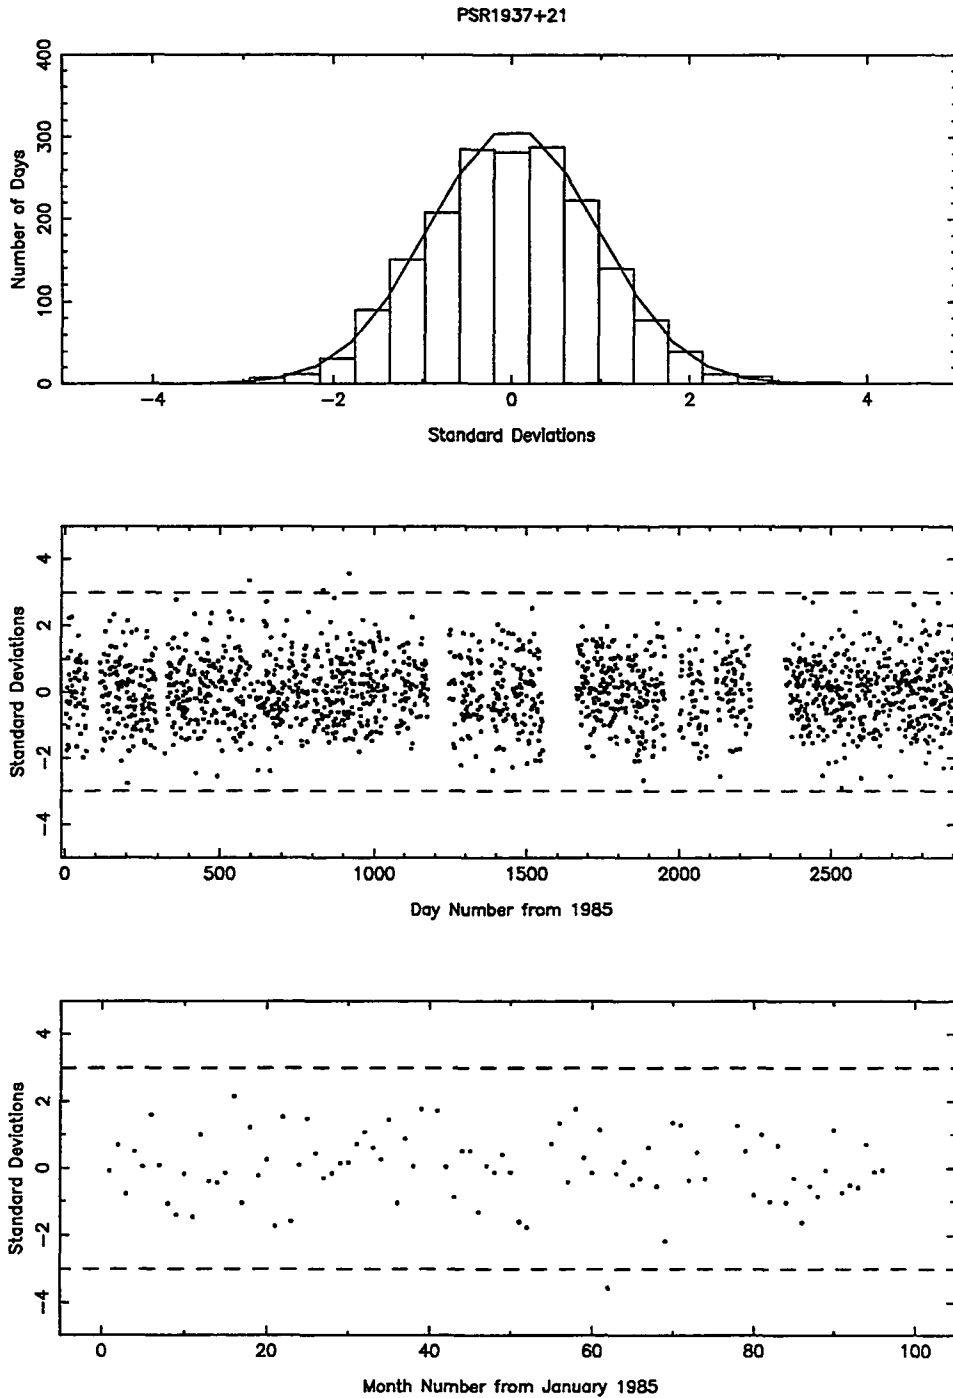 PSR1937+21
400
300
200
100
0
Number of Days
−4 −2 0 2 4
Standard Deviations
4
2
0
−2
−4
Standard Deviations
0 500 1000 1500 2000 2500
Day Number from 1985
4
2
0
−2
−4
Standard Deviations
0 20 40 60 80 100
Month Number from January 1985